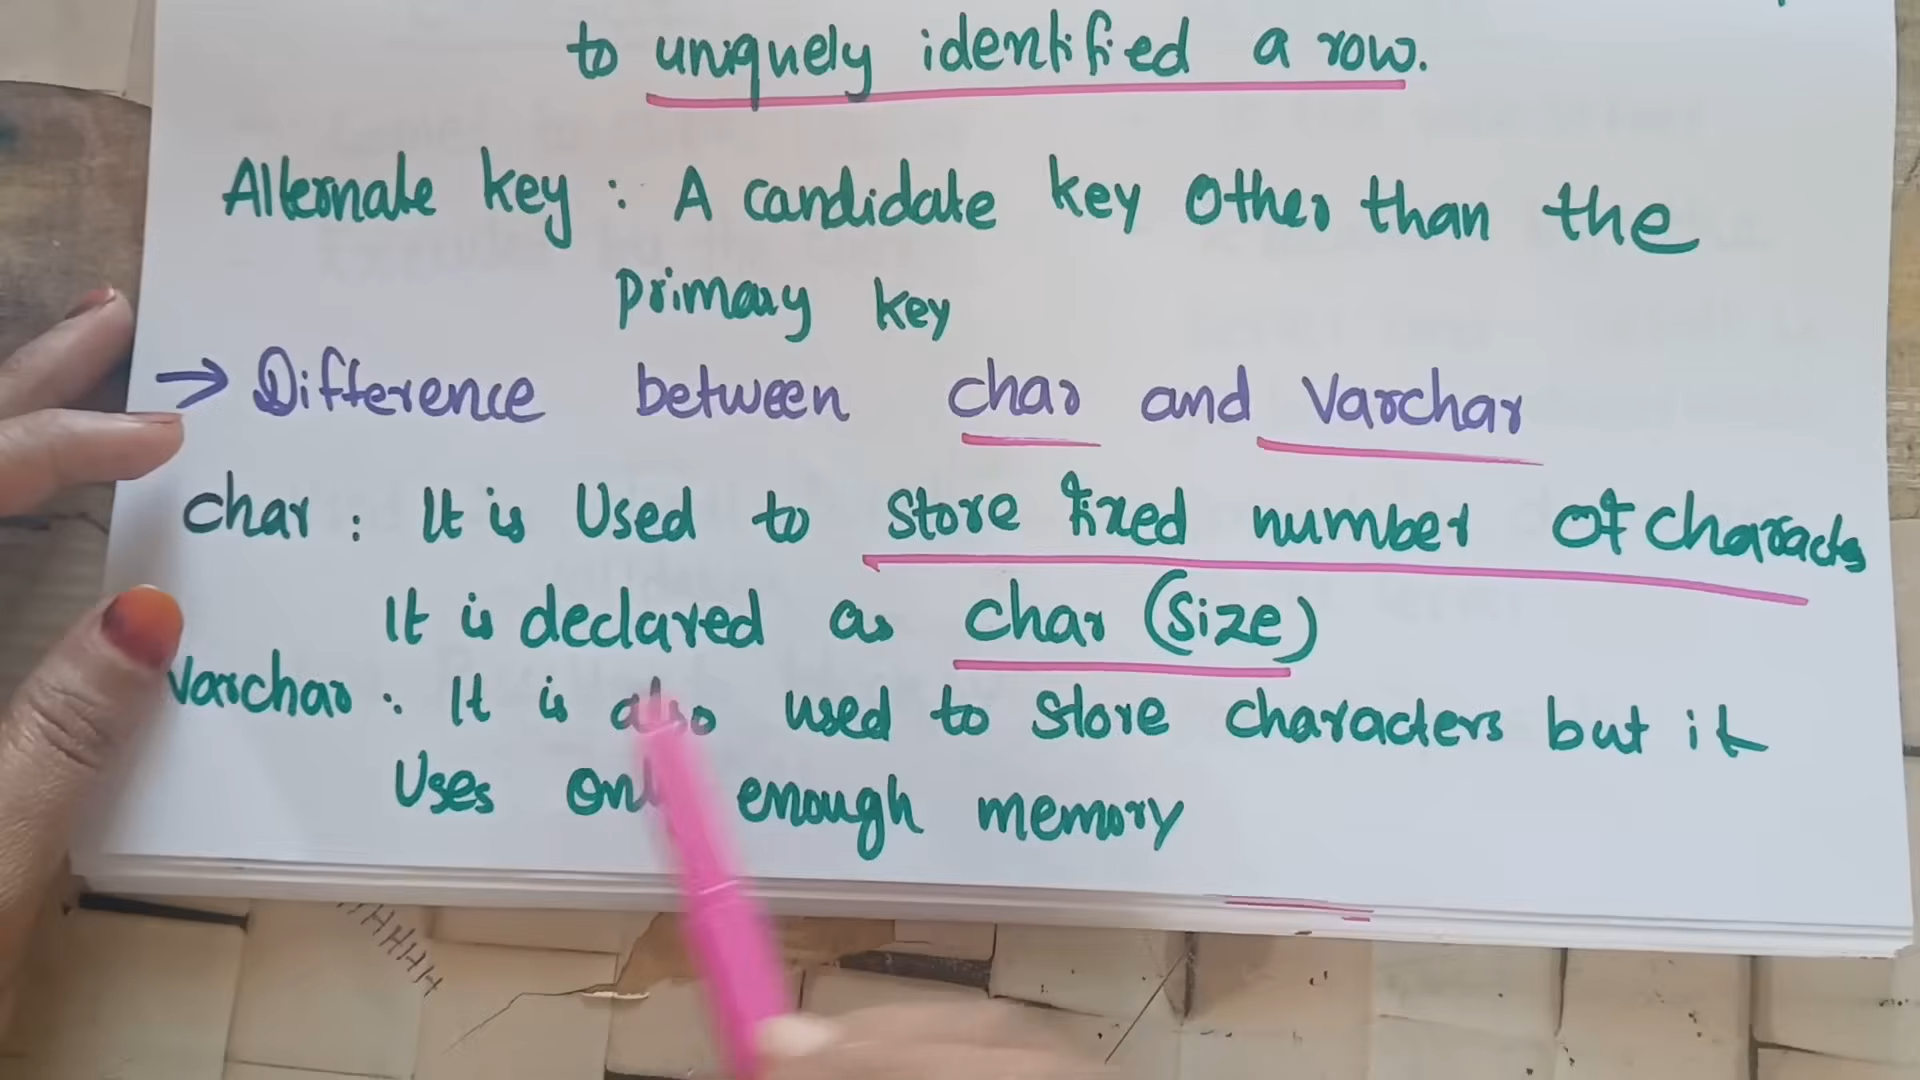 to uniquely identified a row.
Alternate key : A candidate key other than the
primary key
→ Difference between char and Varchar
char : It is Used to store fixed number of characters
It is declared as char (size)
Varchar : It is also used to store characters but it
Uses only enough memory